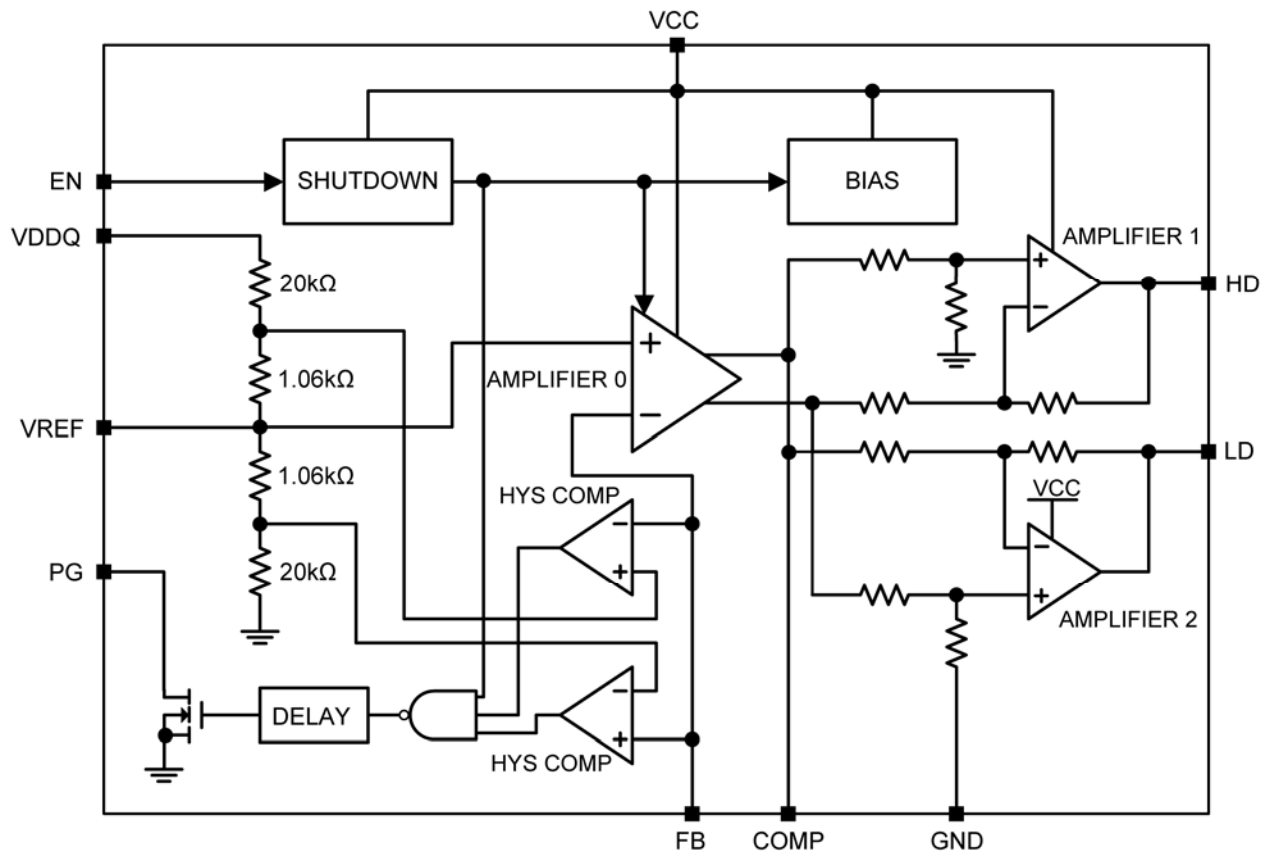 VCC
EN
SHUTDOWN
BIAS
VDDQ
AMPLIFIER 1
20kΩ
+
HD
−
1.06kΩ
+
AMPLIFIER 0
VREF
−
LD
1.06kΩ
HYS COMP
VCC
−
−
PG
20kΩ
+
+
AMPLIFIER 2
−
DELAY
+
HYS COMP
FB
COMP
GND